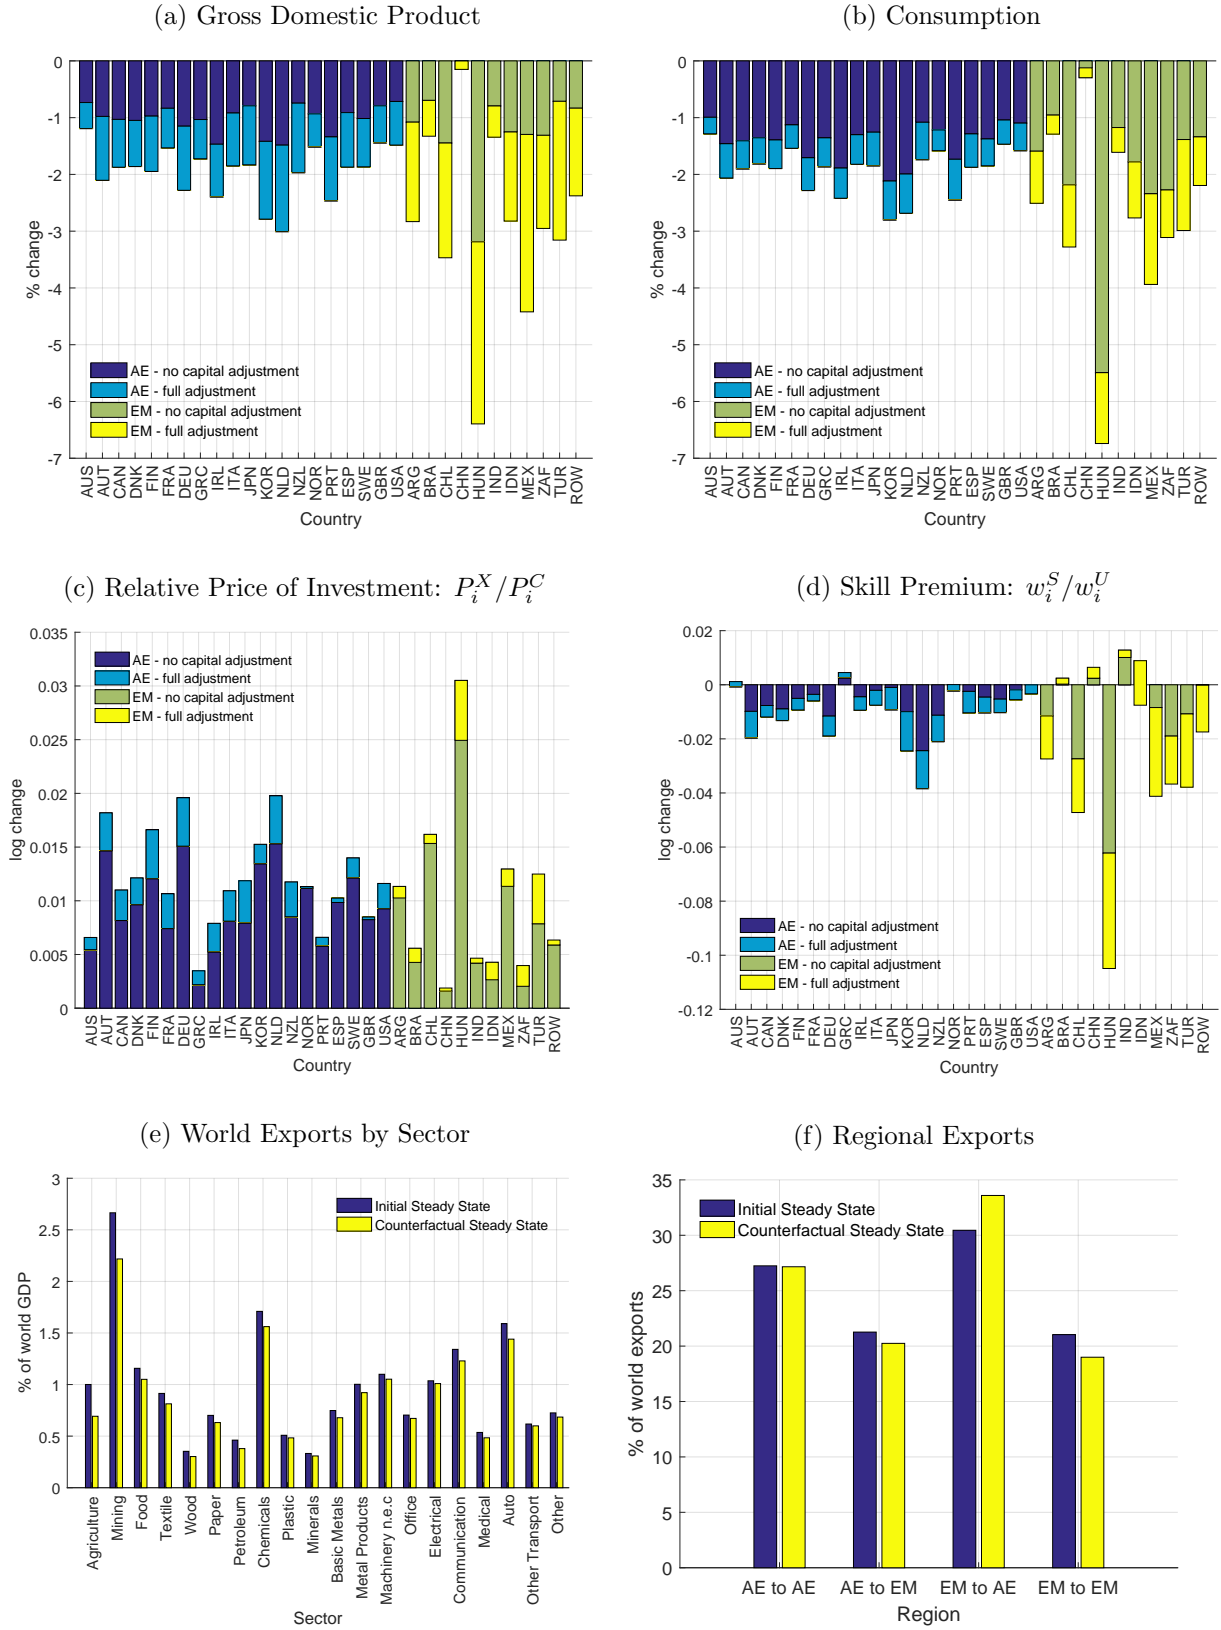 (a) Gross Domestic Product
0
-1
-2
-3
-4
-5
-6
-7
% change
AE - no capital adjustment
AE - full adjustment
EM - no capital adjustment
EM - full adjustment
AUS AUT CAN DNK FIN FRA DEU GRC IRL ITA JPN KOR NLD NZL NOR PRT ESP SWE GBR USA ARG BRA CHL CHN HUN IND IDN MEX ZAF TUR ROW
Country
(b) Consumption
0
-1
-2
-3
-4
-5
-6
-7
% change
AE - no capital adjustment
AE - full adjustment
EM - no capital adjustment
EM - full adjustment
AUS AUT CAN DNK FIN FRA DEU GRC IRL ITA JPN KOR NLD NZL NOR PRT ESP SWE GBR USA ARG BRA CHL CHN HUN IND IDN MEX ZAF TUR ROW
Country
(c) Relative Price of Investment: P_i^X/P_i^C
0.035
0.03
0.025
0.02
0.015
0.01
0.005
0
log change
AE - no capital adjustment
AE - full adjustment
EM - no capital adjustment
EM - full adjustment
AUS AUT CAN DNK FIN FRA DEU GRC IRL ITA JPN KOR NLD NZL NOR PRT ESP SWE GBR USA ARG BRA CHL CHN HUN IND IDN MEX ZAF TUR ROW
Country
(d) Skill Premium: w_i^S/w_i^U
0.02
0
-0.02
-0.04
-0.06
-0.08
-0.1
-0.12
log change
AE - no capital adjustment
AE - full adjustment
EM - no capital adjustment
EM - full adjustment
AUS AUT CAN DNK FIN FRA DEU GRC IRL ITA JPN KOR NLD NZL NOR PRT ESP SWE GBR USA ARG BRA CHL CHN HUN IND IDN MEX ZAF TUR ROW
Country
(e) World Exports by Sector
3
2.5
2
1.5
1
0.5
0
% of world GDP
Initial Steady State
Counterfactual Steady State
Agriculture
Mining
Food
Textile
Wood
Paper
Petroleum
Chemicals
Plastic
Minerals
Basic Metals
Metal Products
Machinery n.e.c
Office
Electrical
Communication
Medical
Auto
Other Transport
Other
Sector
(f) Regional Exports
35
30
25
20
15
10
5
0
% of world exports
Initial Steady State
Counterfactual Steady State
AE to AE AE to EM EM to AE EM to EM
Region